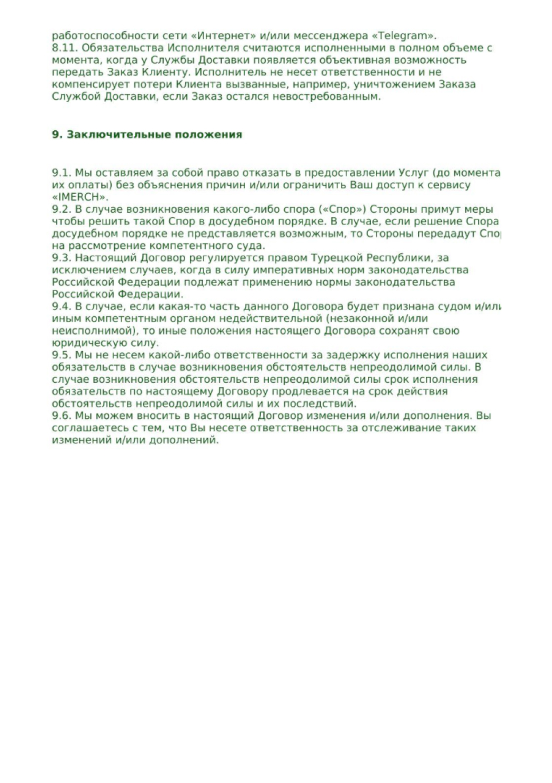 работоспособности сети «Интернет» и/или мессенджера «Telegram».
8.11. Обязательства Исполнителя считаются исполненными в полном объеме с
момента, когда у Службы Доставки появляется объективная возможность
передать Заказ Клиенту. Исполнитель не несет ответственности и не
компенсирует потери Клиента вызванные, например, уничтожением Заказа
Службой Доставки, если Заказ остался невостребованным.
9. Заключительные положения
9.1. Мы оставляем за собой право отказать в предоставлении Услуг (до момента
их оплаты) без объяснения причин и/или ограничить Ваш доступ к сервису
«IMERCH».
9.2. В случае возникновения какого-либо спора («Спор») Стороны примут меры
чтобы решить такой Спор в досудебном порядке. В случае, если решение Спора
досудебном порядке не представляется возможным, то Стороны передадут Спо
на рассмотрение компетентного суда.
9.3. Настоящий Договор регулируется правом Турецкой Республики, за
исключением случаев, когда в силу императивных норм законодательства
Российской Федерации подлежат применению нормы законодательства
Российской Федерации.
9.4. В случае, если какая-то часть данного Договора будет признана судом и/или
иным компетентным органом недействительной (незаконной и/или
неисполнимой), то иные положения настоящего Договора сохранят свою
юридическую силу.
9.5. Мы не несем какой-либо ответственности за задержку исполнения наших
обязательств в случае возникновения обстоятельств непреодолимой силы. В
случае возникновения обстоятельств непреодолимой силы срок исполнения
обязательств по настоящему Договору продлевается на срок действия
обстоятельств непреодолимой силы и их последствий.
9.6. Мы можем вносить в настоящий Договор изменения и/или дополнения. Вы
соглашаетесь с тем, что Вы несете ответственность за отслеживание таких
изменений и/или дополнений.